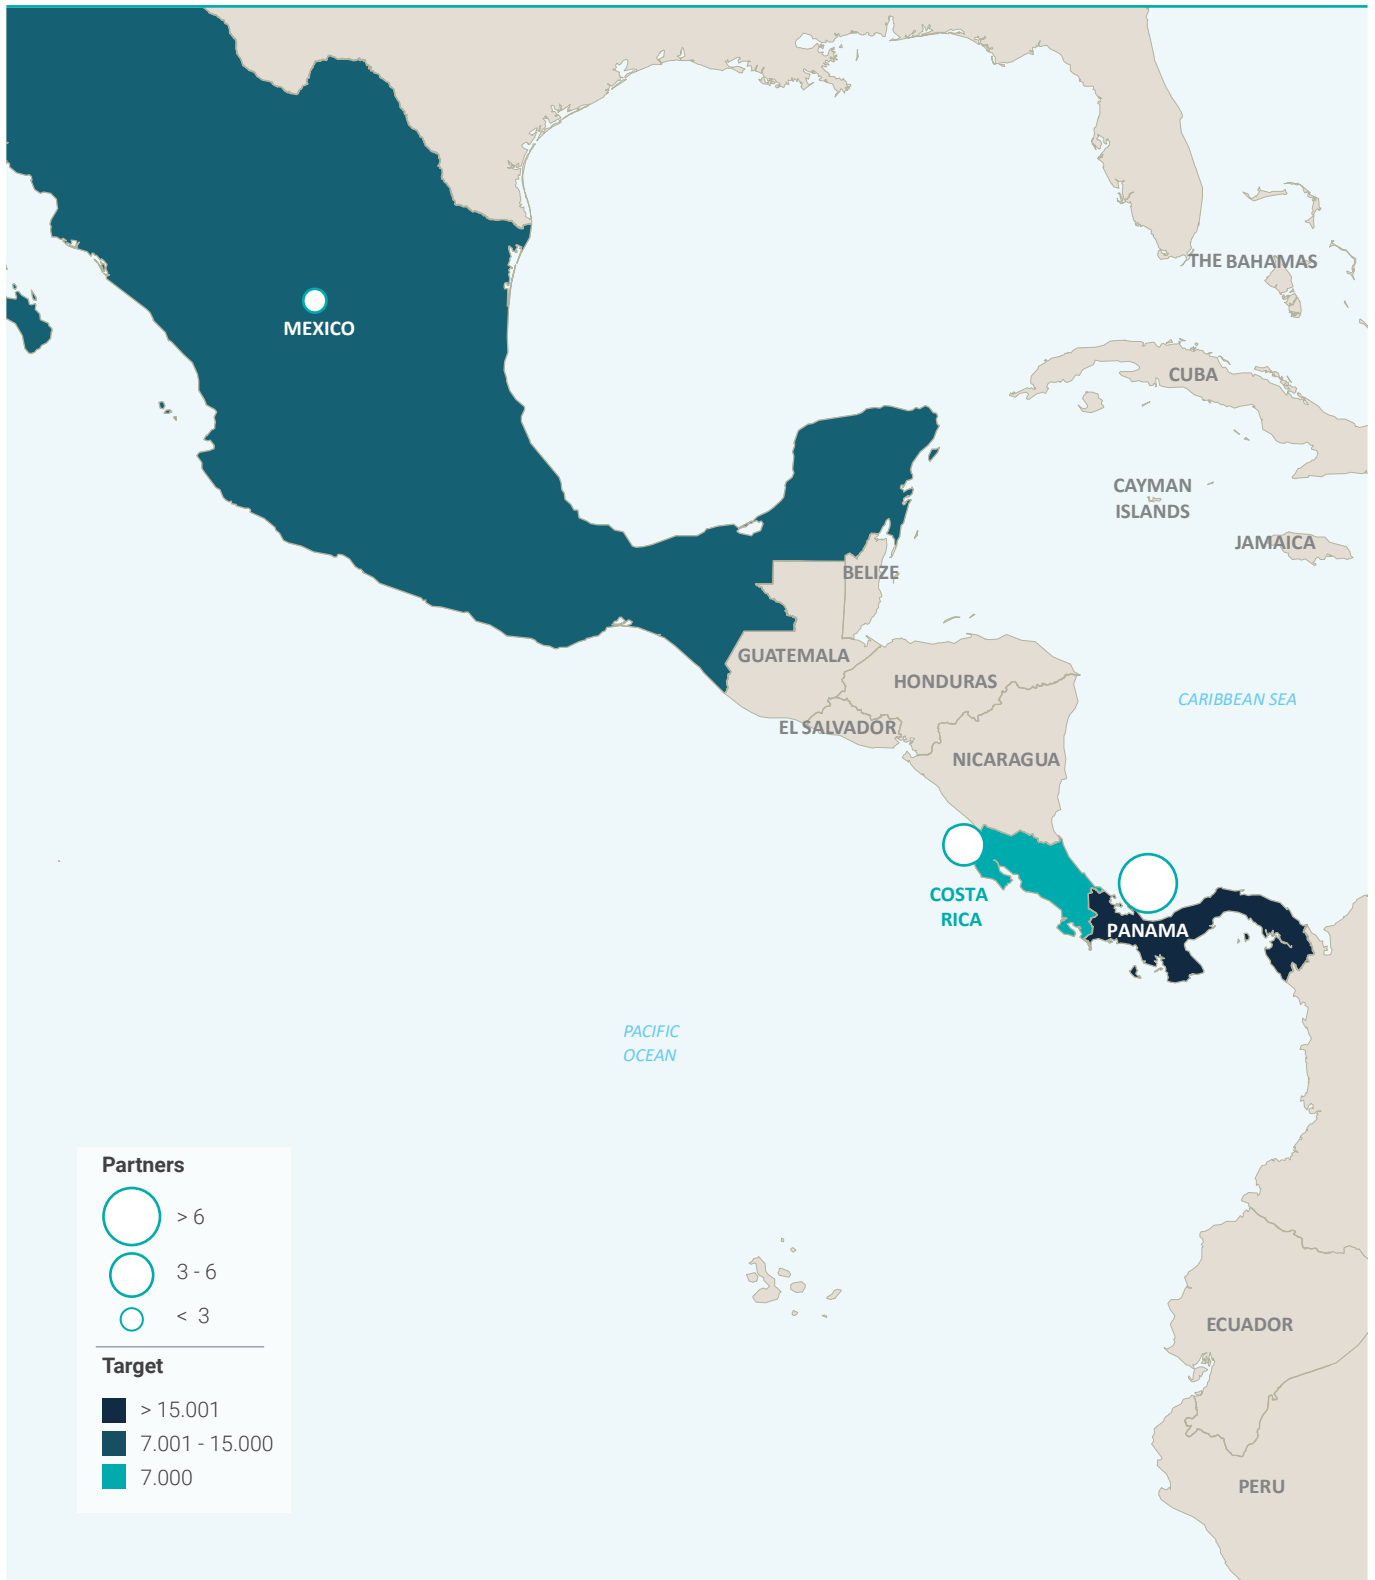 THE BAHAMAS
MEXICO
CUBA
CAYMAN
ISLANDS
JAMAICA
BELIZE
GUATEMALA
HONDURAS
CARIBBEAN SEA
EL SALVADOR
NICARAGUA
COSTA
RICA
PANAMA
PACIFIC
OCEAN
Partners
> 6
3 - 6
< 3
Target
> 15.001
7.001 - 15.000
7.000
ECUADOR
PERU